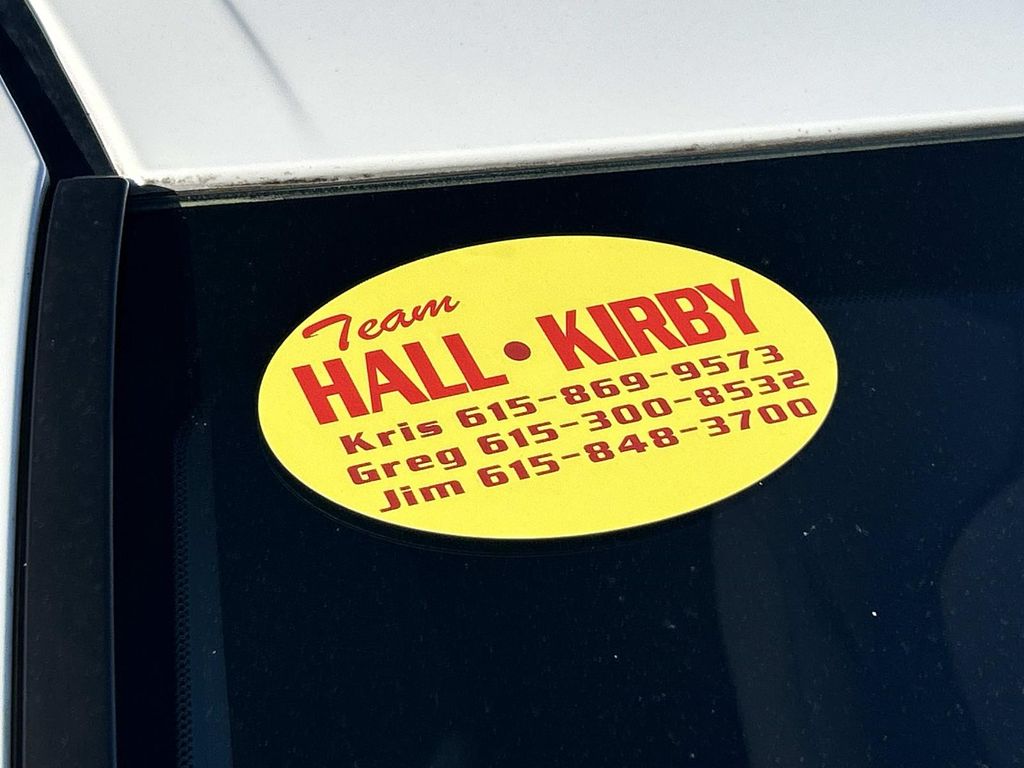 Team
HALL • KIRBY
Kris 615-869-9573
Greg 615-300-8532
Jim 615-848-3700